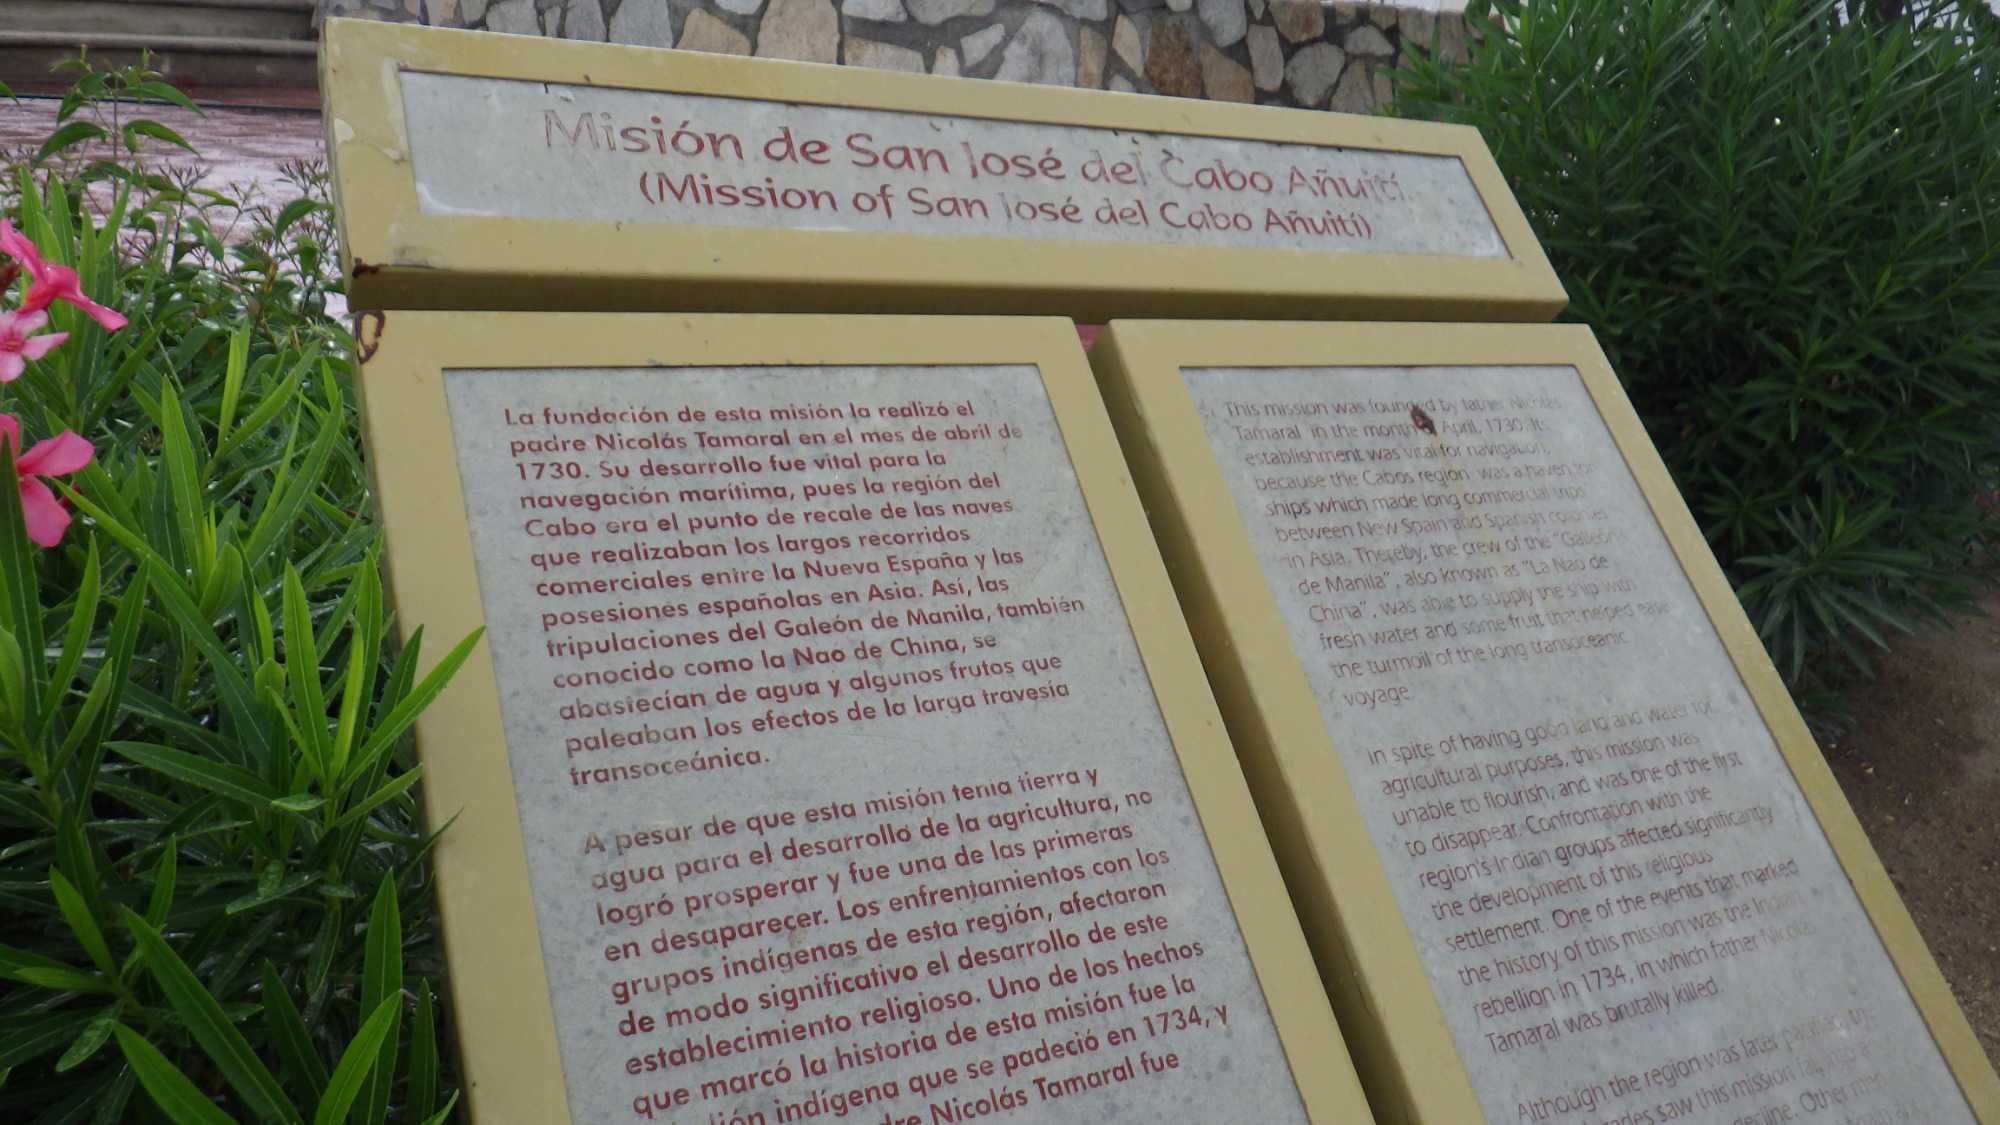 Misión de San José del Cabo Añuití
(Mission of San José del Cabo Añuití)
La fundación de esta misión la realizó el
padre Nicolás Tamaral en el mes de abril de
1730. Su desarrollo fue vital para la
navegación marítima, pues la región del
Cabo era el punto de recale de las naves
que realizaban los largos recorridos
comerciales entre la Nueva España y las
posesiones españolas en Asia. Así, las
tripulaciones del Galeón de Manila, también
conocido como la Nao de China, se
abastecían de agua y algunos frutos que
paleaban los efectos de la larga travesía
transoceánica.
A pesar de que esta misión tenía tierra y
agua para el desarrollo de la agricultura, no
logró prosperar y fue una de las primeras
en desaparecer. Los enfrentamientos con los
grupos indígenas de esta región, afectaron
de modo significativo el desarrollo de este
establecimiento religioso. Uno de los hechos
que marcó la historia de esta misión fue la
indígena que se padeció en 1734, y
Nicolás Tamaral fue
This mission was founded by father Nicolás
Tamaral in the month of April, 1730. Its
establishment was vital for navigation,
because the Cabos region was a haven for
ships which made long commercial trips
between New Spain and Spanish colonies
in Asia. Thereby, the crew of the "Galeón
de Manila", also known as "La Nao de
China", was able to supply the ship with
fresh water and some fruit that helped ease
the turmoil of the long transoceanic
voyage
In spite of having good land and water for
agricultural purposes, this mission was
unable to flourish, and was one of the first
to disappear. Confrontation with the
region's Indian groups affected significantly
the development of this religious
settlement. One of the events that marked
the history of this mission was the Indian
rebellion in 1734, in which father Nicolás
Tamaral was brutally killed.
Although the region was later
saw this mission
decline. Other